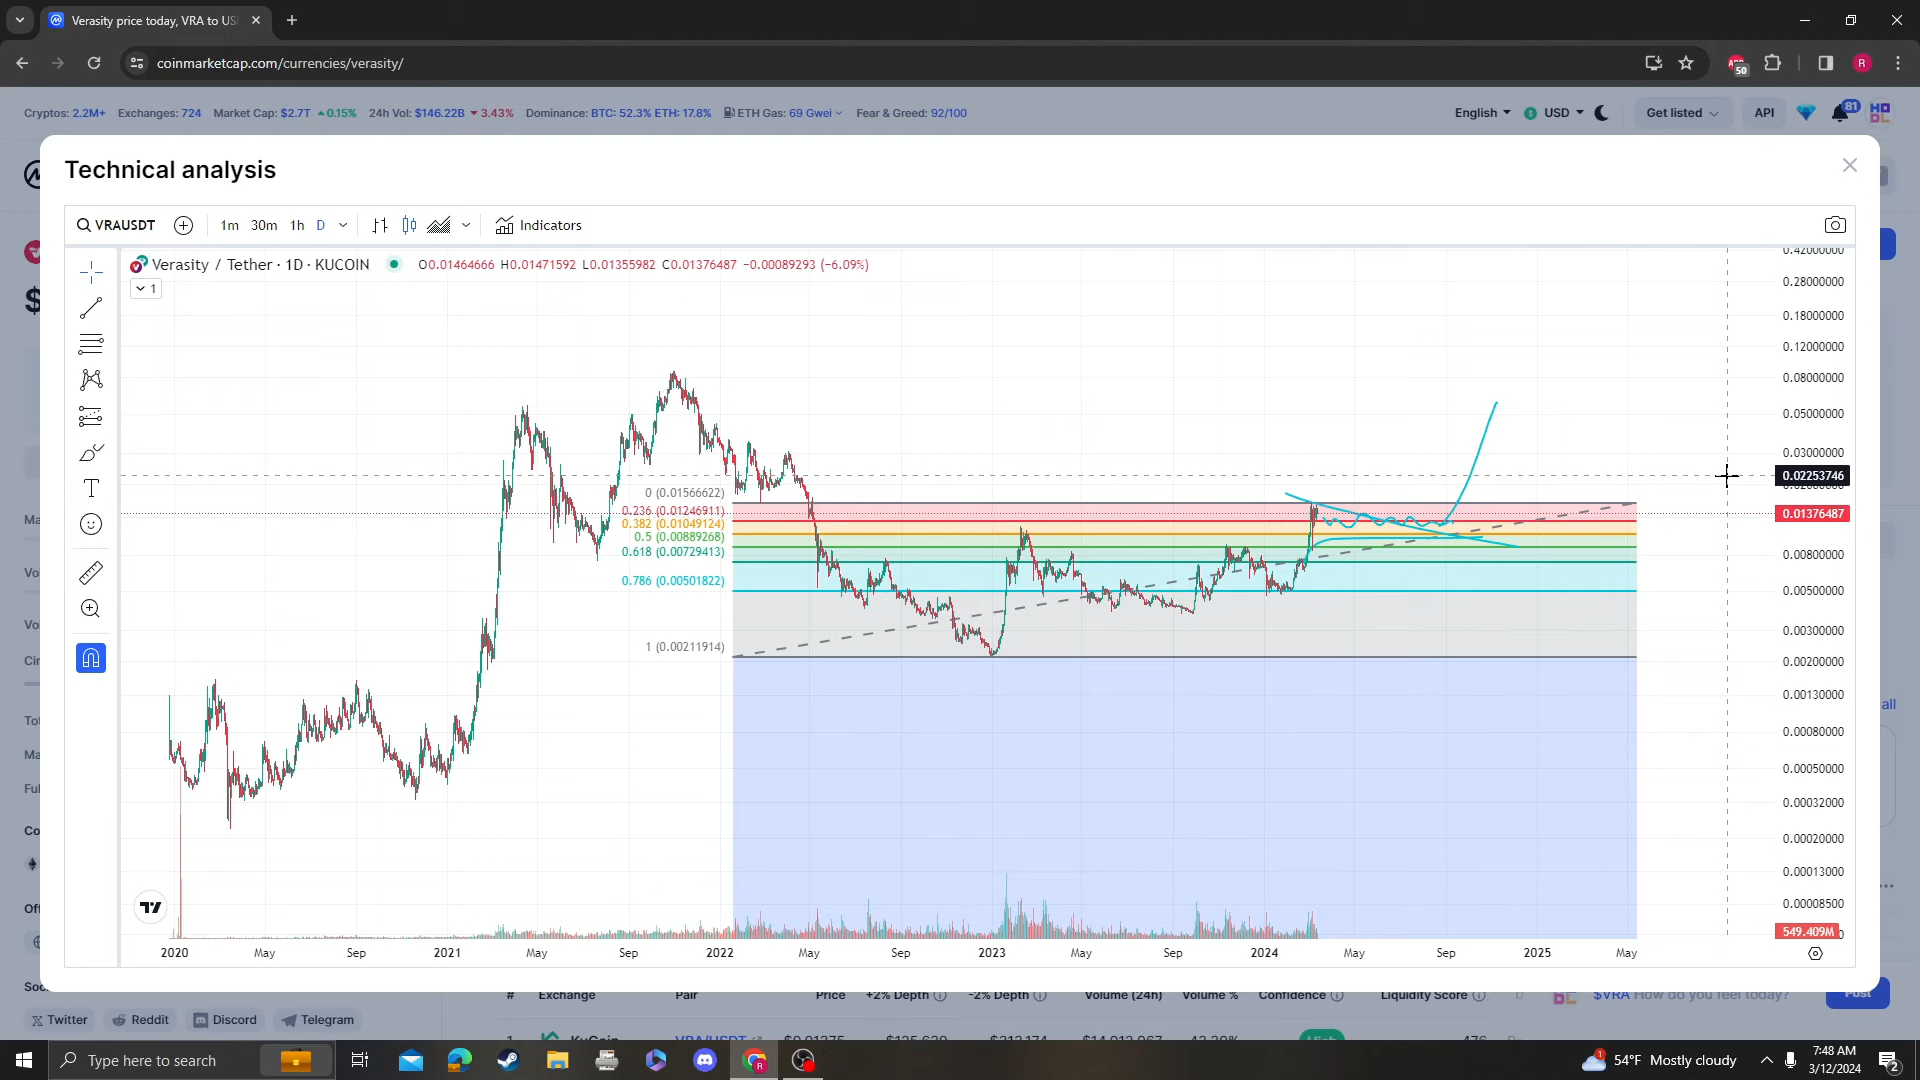 Verasity price today, VRA to US
coinmarketcap.com/currencies/verasity/
50
R
Cryptos: 2.2M+ Exchanges: 724 Market Cap: $2.7T 0.15% 24h Vol: $146.22B 3.43% Dominance: BTC: 52.3% ETH: 17.8% ETH Gas: 69 Gwei Fear & Greed: 92/100
English USD Get listed API 81
Technical analysis
VRAUSDT 1m 30m 1h D Indicators
Verasity / Tether · 1D · KUCOIN O0.01464666 H0.01471592 L0.01355982 C0.01376487 −0.00089293 (−6.09%)
1
0.42000000
0.28000000
0.18000000
0.12000000
0.08000000
0.05000000
0.03000000
0.02253746
0.01376487
0.00800000
0.00500000
0.00300000
0.00200000
0.00130000
0.00080000
0.00050000
0.00032000
0.00020000
0.00013000
0.00008500
549.409M
0 (0.01566622)
0.236 (0.01246911)
0.382 (0.01049124)
0.5 (0.00889268)
0.618 (0.00729413)
0.786 (0.00501822)
1 (0.00211914)
2020 May Sep 2021 May Sep 2022 May Sep 2023 May Sep 2024 May Sep 2025 May
# Exchange Pair Price +2% Depth -2% Depth Volume (24h) Volume % Confidence Liquidity Score
$VRA How do you feel today? Post
Twitter Reddit Discord Telegram
1 KuCoin VRA/USDT High
Type here to search
54°F Mostly cloudy
7:48 AM
3/12/2024
2